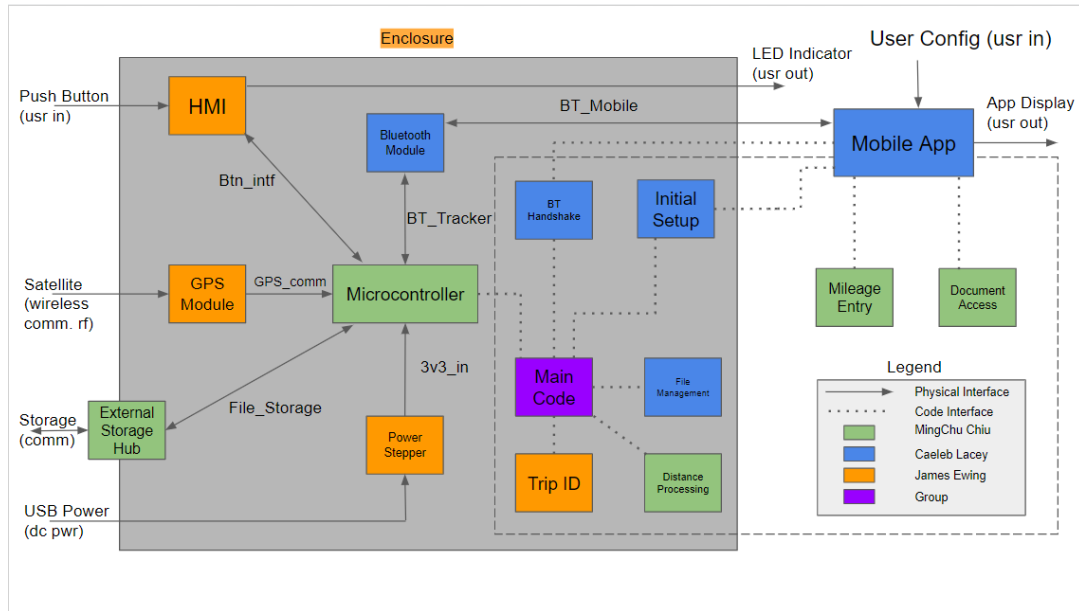 Enclosure
User Config (usr in)
LED Indicator
(usr out)
Push Button
(usr in)
HMI
BT_Mobile
App Display
(usr out)
Bluetooth
Module
Mobile App
Btn_intf
BT_Tracker
BT
Handshake
Initial
Setup
Satellite
(wireless
comm. rf)
GPS
Module
GPS_comm
Microcontroller
Mileage
Entry
Document
Access
3v3_in
Main
Code
File
Management
File_Storage
Storage
(comm)
External
Storage
Hub
Power
Stepper
Trip ID
Distance
Processing
USB Power
(dc pwr)
Legend
Physical Interface
Code Interface
MingChu Chiu
Caeleb Lacey
James Ewing
Group